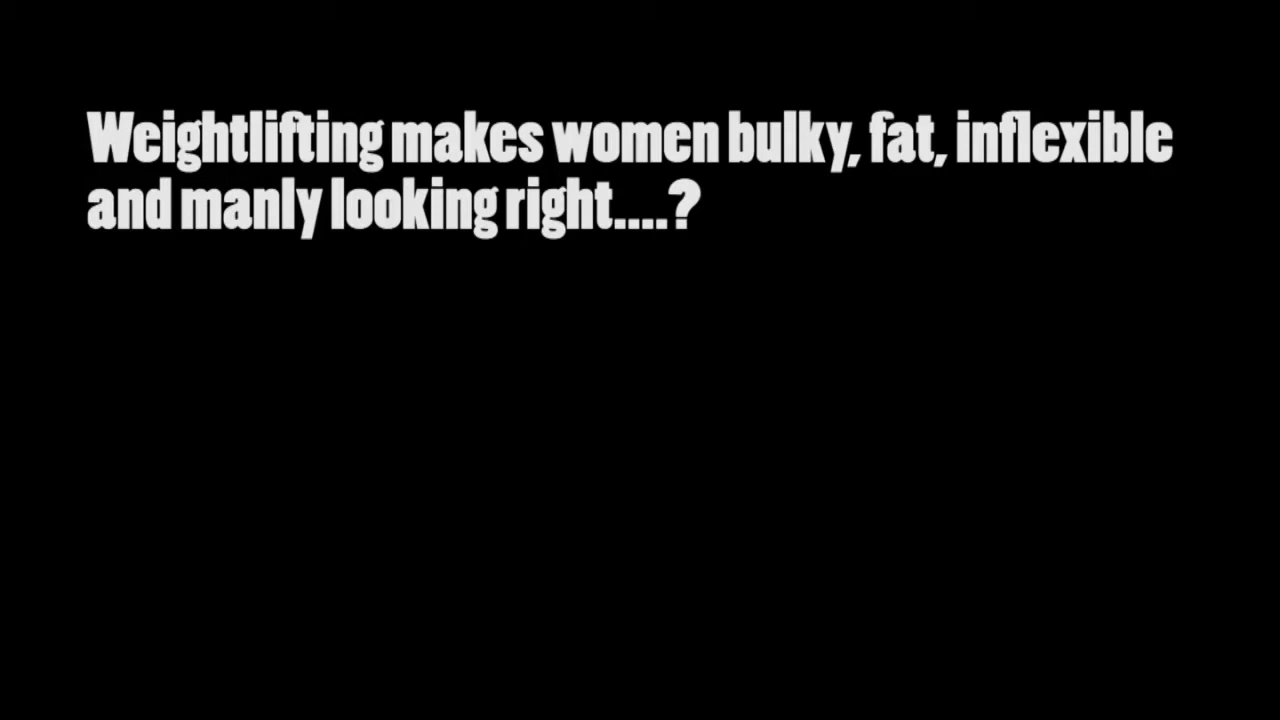 Weightlifting makes women bulky, fat, inflexible
and manly looking right....?